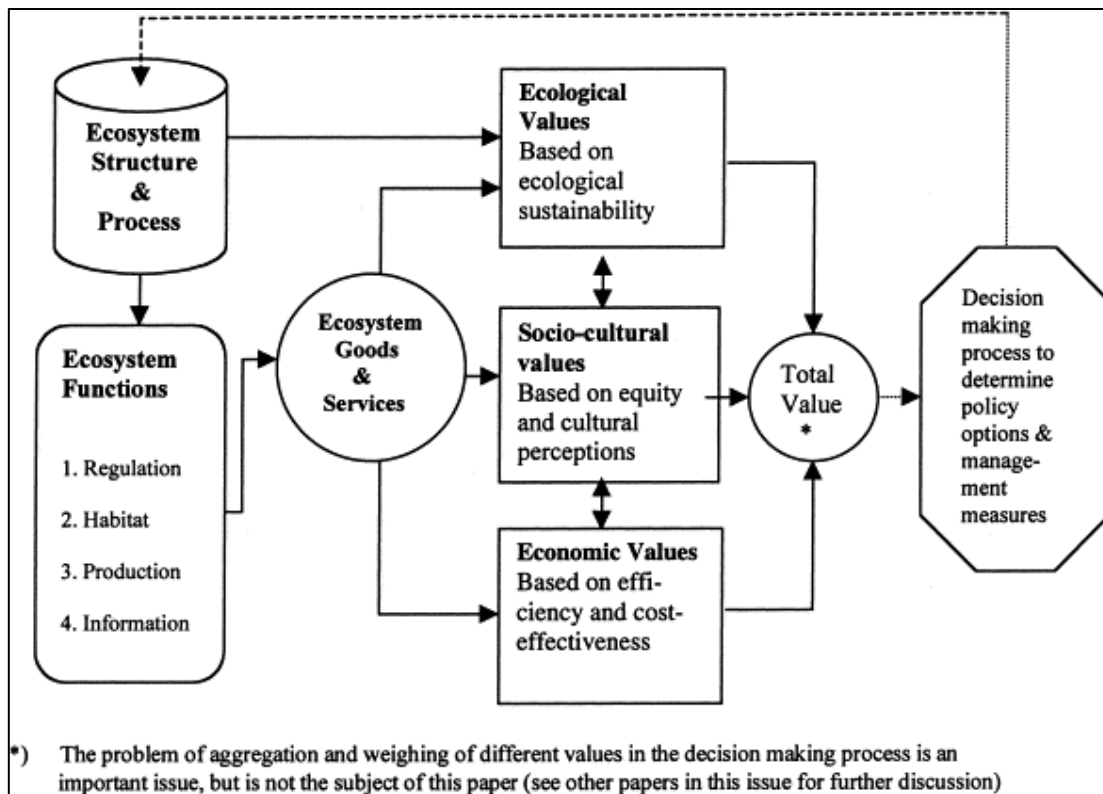 Ecosystem
Structure
&
Process
Ecosystem
Functions
1. Regulation
2. Habitat
3. Production
4. Information
Ecosystem
Goods
&
Services
Ecological
Values
Based on
ecological
sustainability
Socio-cultural
values
Based on equity
and cultural
perceptions
Economic Values
Based on effi-
ciency and cost-
effectiveness
Total
Value
*
Decision
making
process to
determine
policy
options &
manage-
ment
measures
*) The problem of aggregation and weighing of different values in the decision making process is an
important issue, but is not the subject of this paper (see other papers in this issue for further discussion)